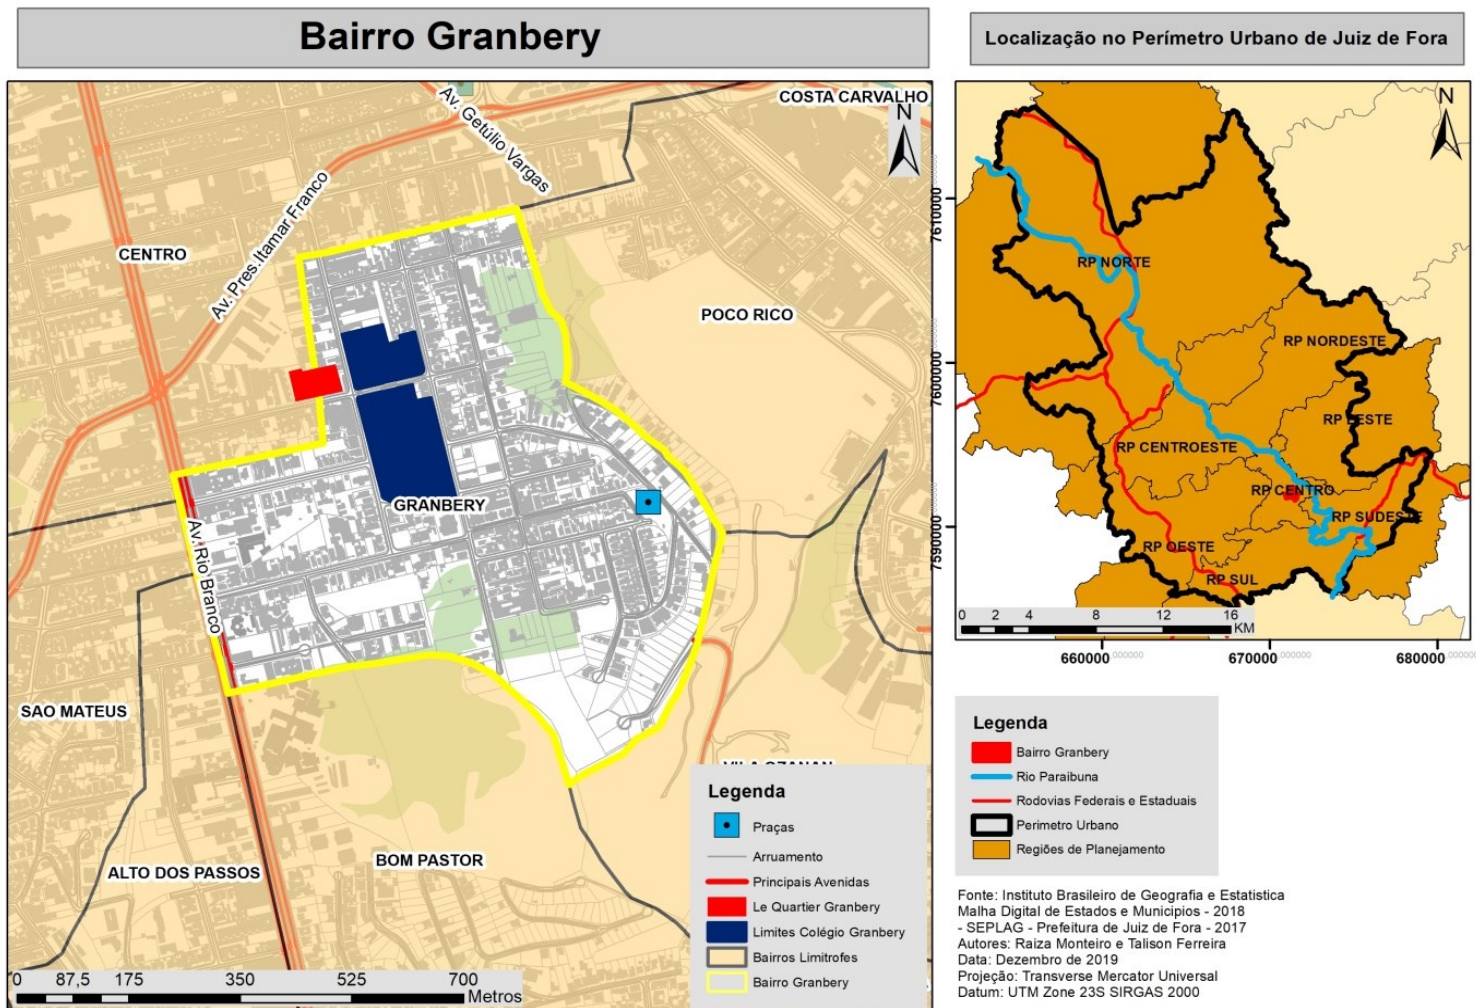 Bairro Granbery
Localização no Perímetro Urbano de Juiz de Fora
COSTA CARVALHO
N
Av. Getúlio Vargas
Av. Pres.Itamar Franco
CENTRO
POCO RICO
GRANBERY
Av. Rio Branco
SAO MATEUS
ALTO DOS PASSOS
BOM PASTOR
Legenda
Praças
Arruamento
Principais Avenidas
Le Quartier Granbery
Limites Colégio Granbery
Bairros Limitrofes
Bairro Granbery
0 87,5 175 350 525 700
Metros
N
7610000
7600000
7590000
RP NORTE
RP NORDESTE
RP LESTE
RP CENTROESTE
RP CENTRO
RP SUDESTE
RP OESTE
RP SUL
0 2 4 8 12 16
KM
660000 670000 680000
Legenda
Bairro Granbery
Rio Paraibuna
Rodovias Federais e Estaduais
Perimetro Urbano
Regiões de Planejamento
Fonte: Instituto Brasileiro de Geografia e Estatistica
Malha Digital de Estados e Municipios - 2018
- SEPLAG - Prefeitura de Juiz de Fora - 2017
Autores: Raiza Monteiro e Talison Ferreira
Data: Dezembro de 2019
Projeção: Transverse Mercator Universal
Datum: UTM Zone 23S SIRGAS 2000